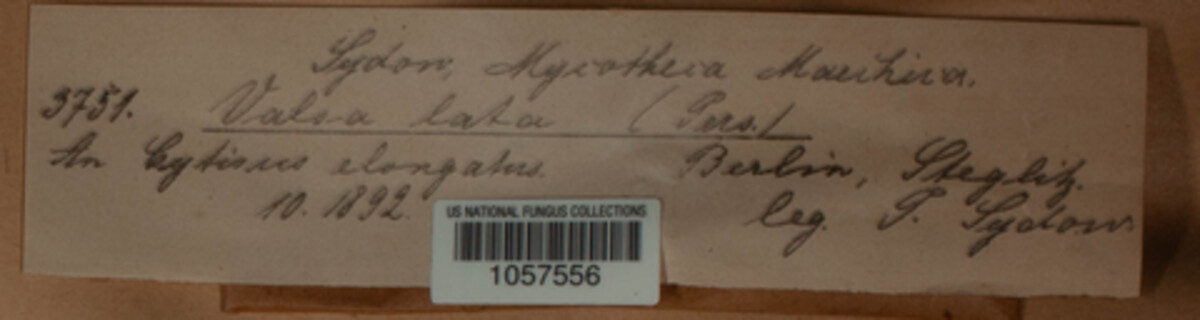 Sydow, Mycotheca Marchica.
3751. Valsa lata (Pers.)
An Cytisus elongatus. Berlin, Steglitz.
10. 1892. leg. P. Sydow.
US NATIONAL FUNGUS COLLECTIONS
1057556